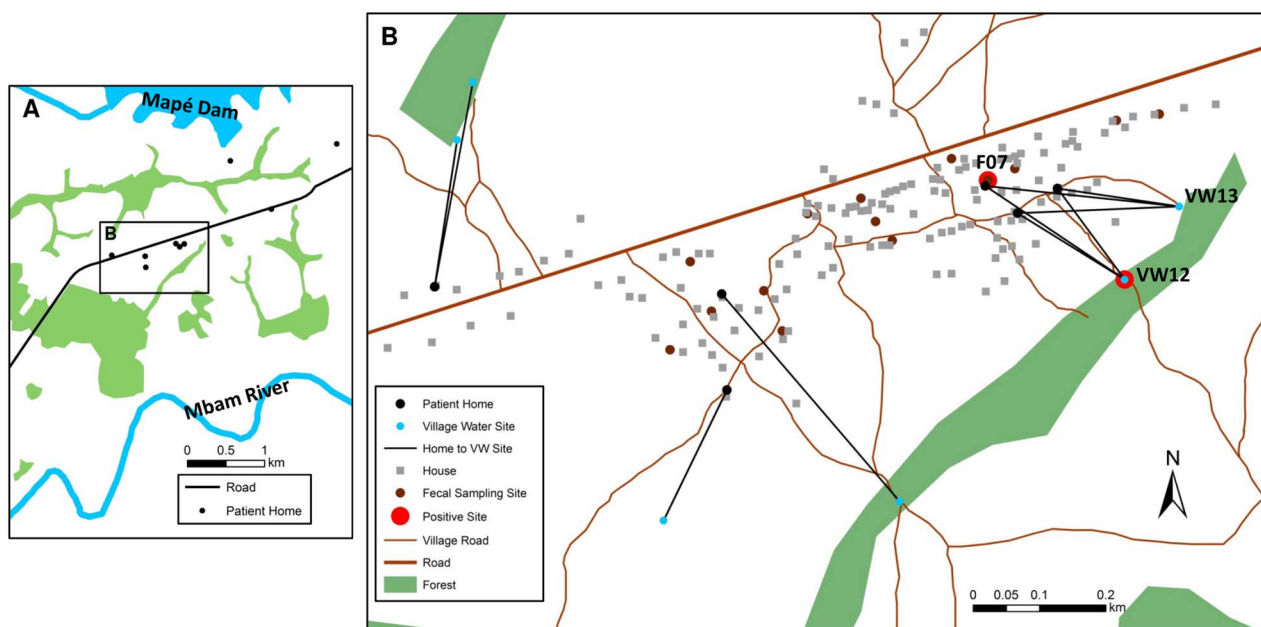 A
Mapé Dam
B
Mbam River
0 0.5 1
km
Road
Patient Home
B
F07
VW13
VW12
Patient Home
Village Water Site
Home to VW Site
House
Fecal Sampling Site
Positive Site
Village Road
Road
Forest
N
0 0.05 0.1 0.2
km